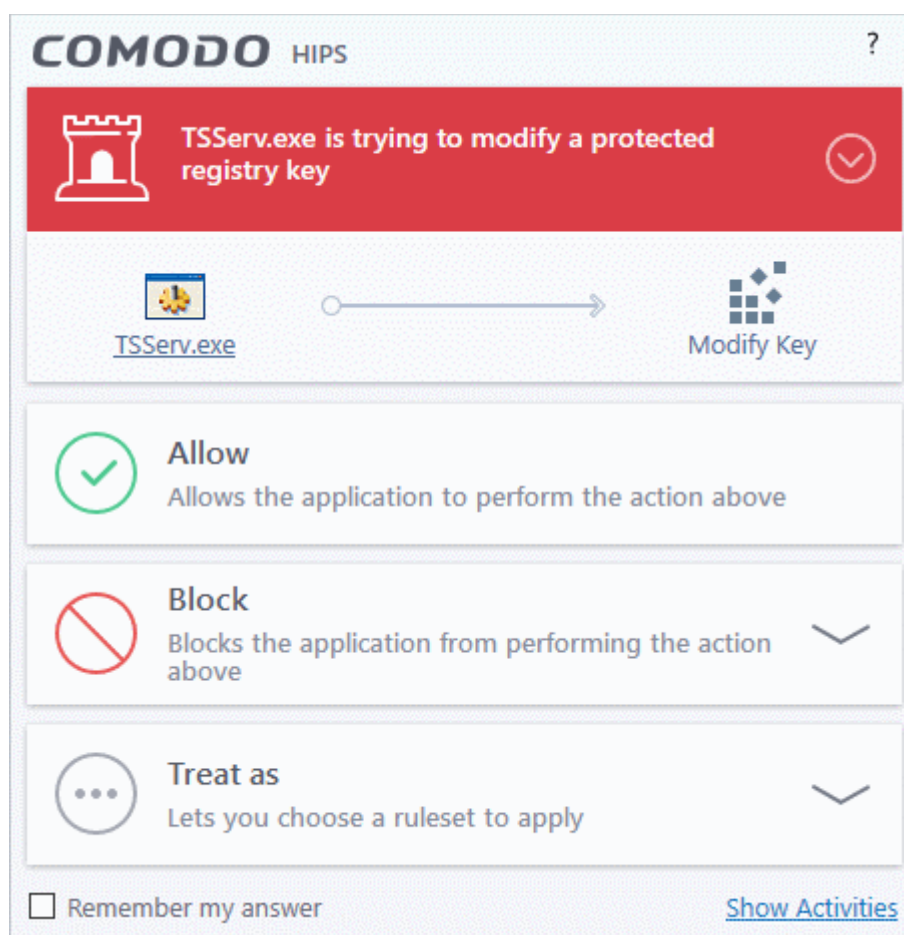 COMODO HIPS ?
TSServ.exe is trying to modify a protected
registry key
TSServ.exe
Modify Key
Allow
Allows the application to perform the action above
Block
Blocks the application from performing the action
above
Treat as
Lets you choose a ruleset to apply
Remember my answer
Show Activities